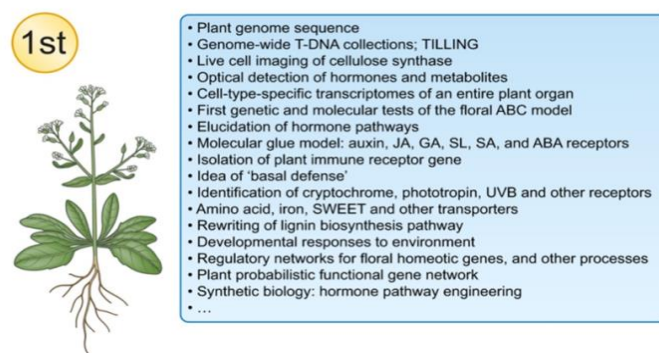 1st
• Plant genome sequence
• Genome-wide T-DNA collections; TILLING
• Live cell imaging of cellulose synthase
• Optical detection of hormones and metabolites
• Cell-type-specific transcriptomes of an entire plant organ
• First genetic and molecular tests of the floral ABC model
• Elucidation of hormone pathways
• Molecular glue model: auxin, JA, GA, SL, SA, and ABA receptors
• Isolation of plant immune receptor gene
• Idea of ‘basal defense’
• Identification of cryptochrome, phototropin, UVB and other receptors
• Amino acid, iron, SWEET and other transporters
• Rewriting of lignin biosynthesis pathway
• Developmental responses to environment
• Regulatory networks for floral homeotic genes, and other processes
• Plant probabilistic functional gene network
• Synthetic biology: hormone pathway engineering
• ...